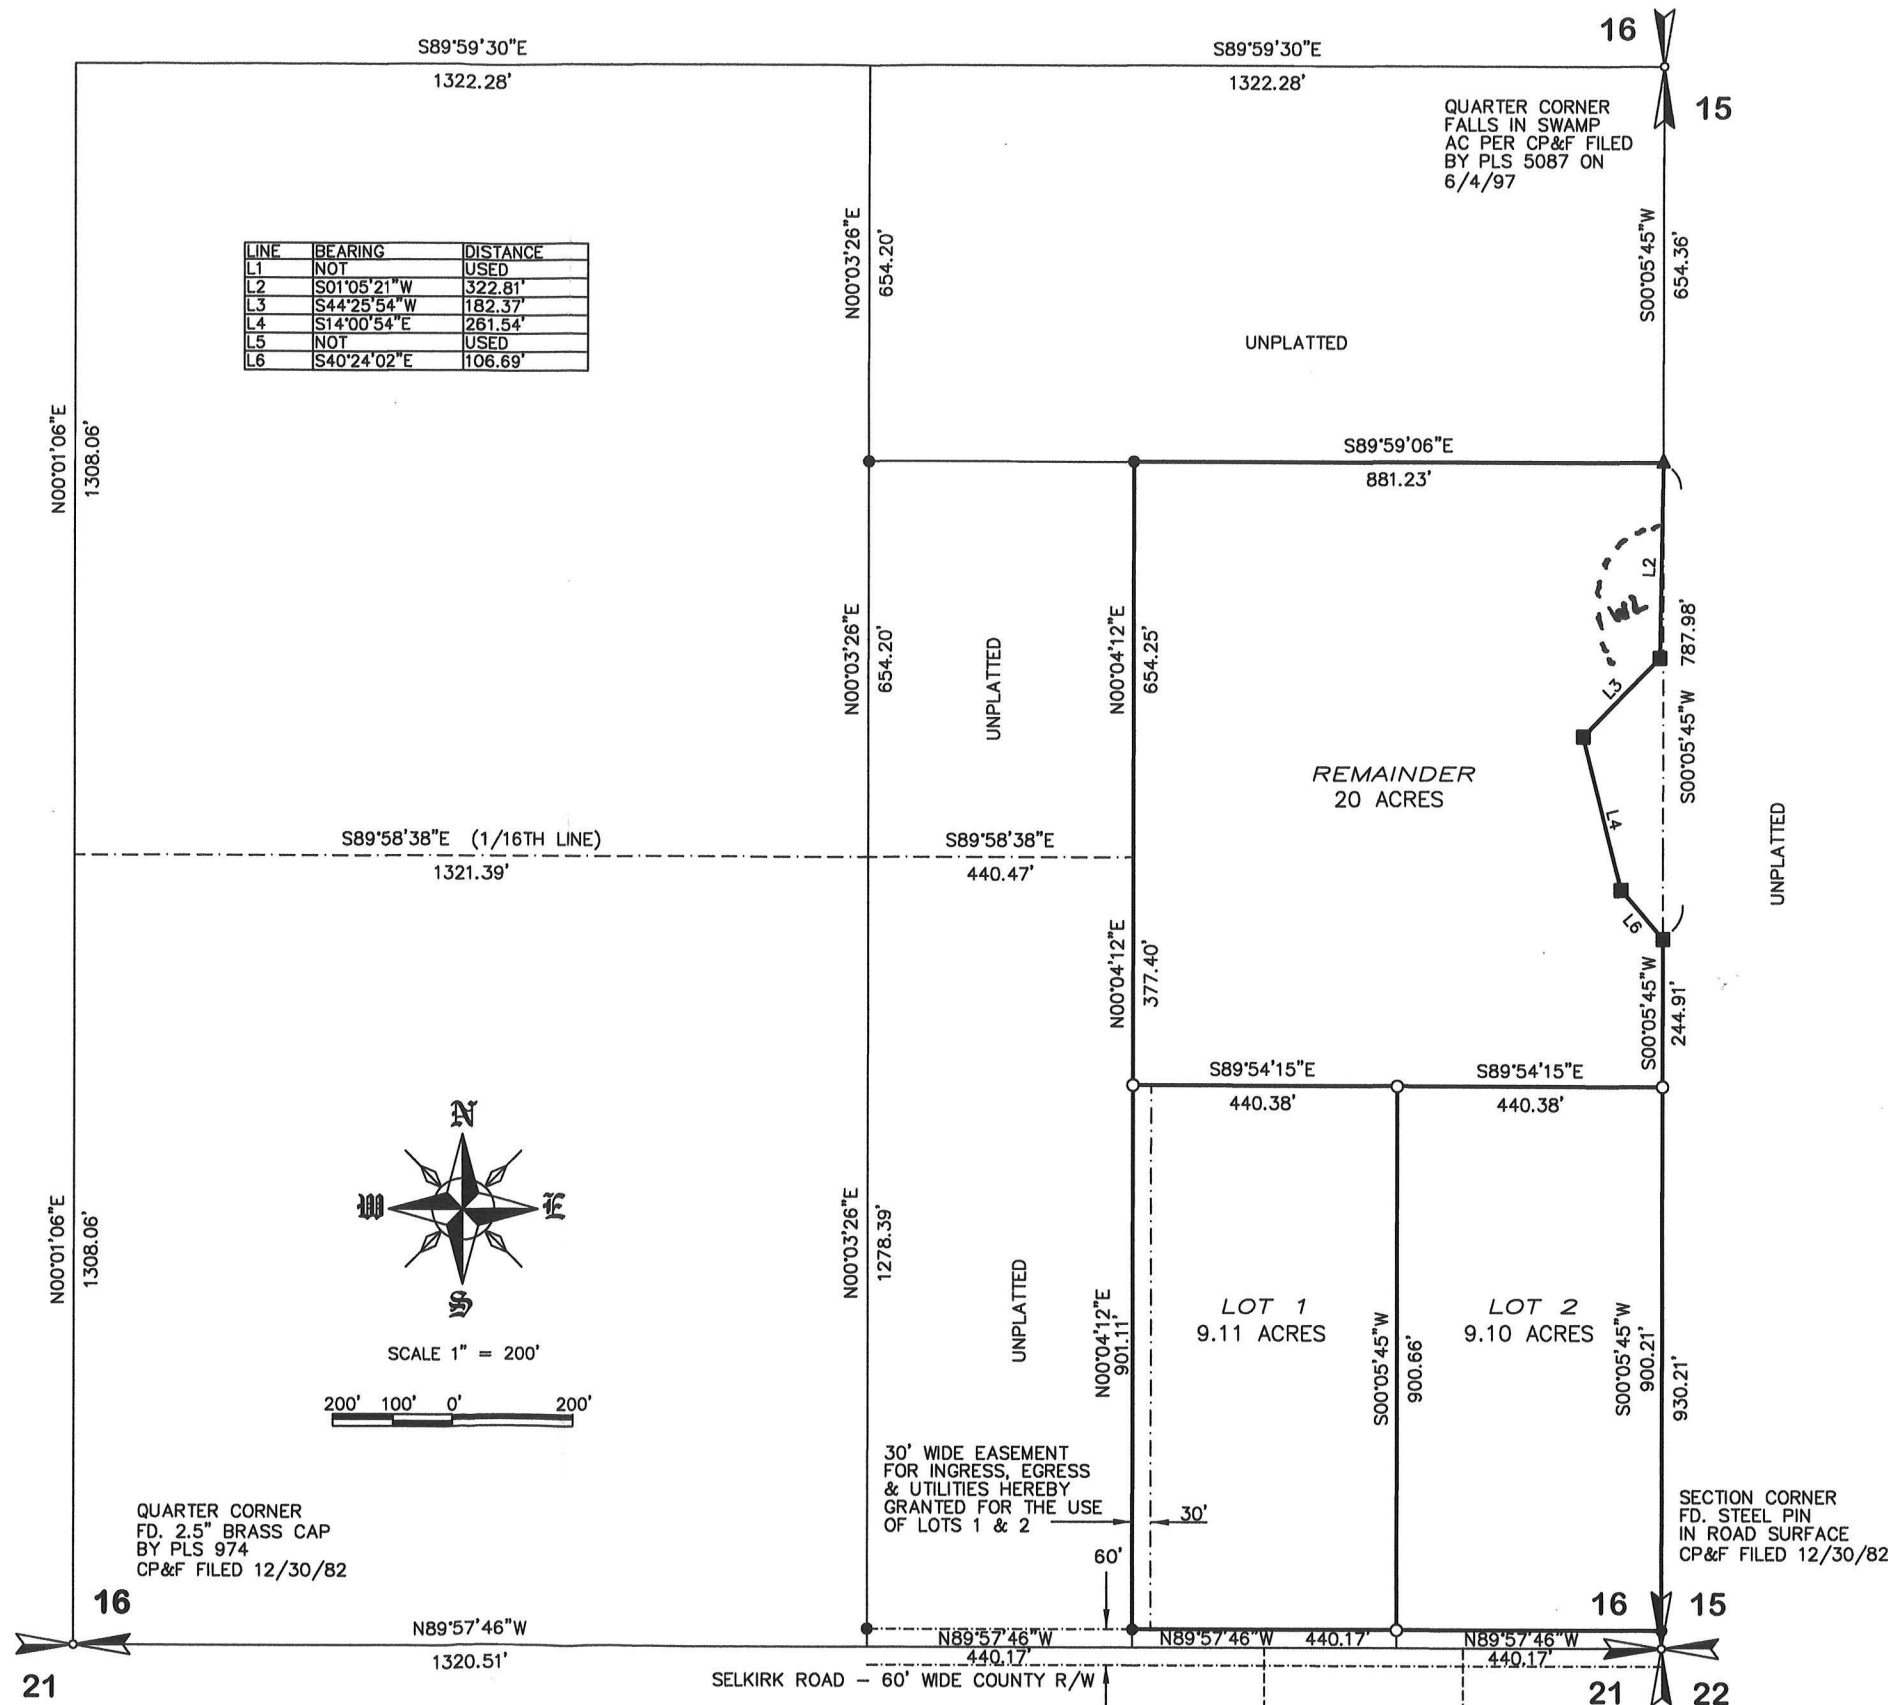 16
S89°59'30"E
1322.28'
S89°59'30"E
1322.28'
15
QUARTER CORNER
FALLS IN SWAMP
AC PER CP&F FILED
BY PLS 5087 ON
6/4/97
LINE BEARING DISTANCE
L1 NOT USED
L2 S01°05'21"W 322.81'
L3 S44°25'54"W 182.37'
L4 S14°00'54"E 261.54'
L5 NOT USED
L6 S40°24'02"E 106.69'
N00°03'26"E
654.20'
S00°05'45"W
654.36'
UNPLATTED
N00°01'06"E
1308.06'
S89°59'06"E
881.23'
L2
WL
N00°03'26"E
654.20'
UNPLATTED
N00°04'12"E
654.25'
787.98'
S00°05'45"W
L3
REMAINDER
20 ACRES
L4
UNPLATTED
S89°58'38"E (1/16TH LINE)
1321.39'
S89°58'38"E
440.47'
L6
N00°04'12"E
377.40'
S00°05'45"W
244.91'
S89°54'15"E
440.38'
S89°54'15"E
440.38'
N
W
E
S
N00°01'06"E
1308.06'
N00°03'26"E
1278.39'
UNPLATTED
N00°04'12"E
901.11'
LOT 1
9.11 ACRES
S00°05'45"W
900.66'
LOT 2
9.10 ACRES
S00°05'45"W
900.21'
930.21'
SCALE 1" = 200'
200' 100' 0' 200'
30' WIDE EASEMENT
FOR INGRESS, EGRESS
& UTILITIES HEREBY
GRANTED FOR THE USE
OF LOTS 1 & 2
30'
60'
QUARTER CORNER
FD. 2.5" BRASS CAP
BY PLS 974
CP&F FILED 12/30/82
SECTION CORNER
FD. STEEL PIN
IN ROAD SURFACE
CP&F FILED 12/30/82
16
16
15
N89°57'46"W
1320.51'
N89°57'46"W
440.17'
N89°57'46"W 440.17'
N89°57'46"W
440.17'
SELKIRK ROAD – 60' WIDE COUNTY R/W
21
21
22